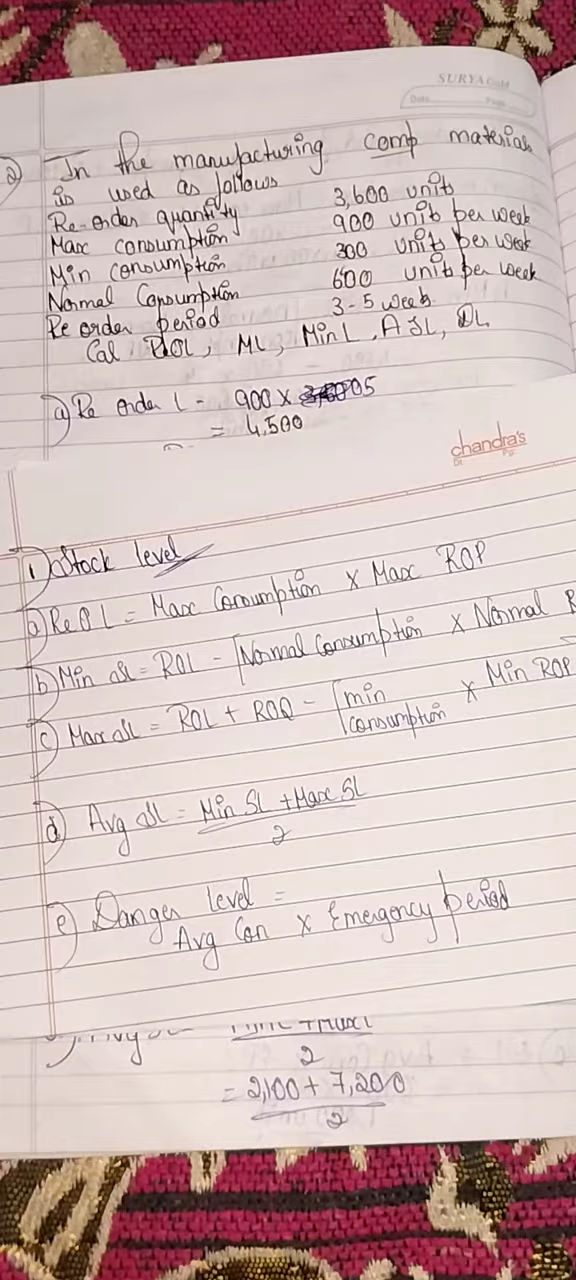 SURYA
Date Page
2) In the manufacturing comp material
is used as follows
Re-order quantity 3,600 units
Max consumption 900 unit per week
Min consumption 300 unit per week
Normal Consumption 600 unit per week
Re order period 3-5 week
Cal ROL, ML, Min L, ASL, DL
a) Re order L - 900 × 05
= 4,500
chandra's
1) Stock level
a) Re O L = Max Consumption × Max ROP
b) Min SL = ROL - [Normal Consumption × Normal R
c) Max SL = ROL + ROQ - [min consumption × Min ROP
d) Avg SL = Min SL + Max SL
2
e) Danger level =
Avg Con × Emergency period
2
= 2,100 + 7,200
2